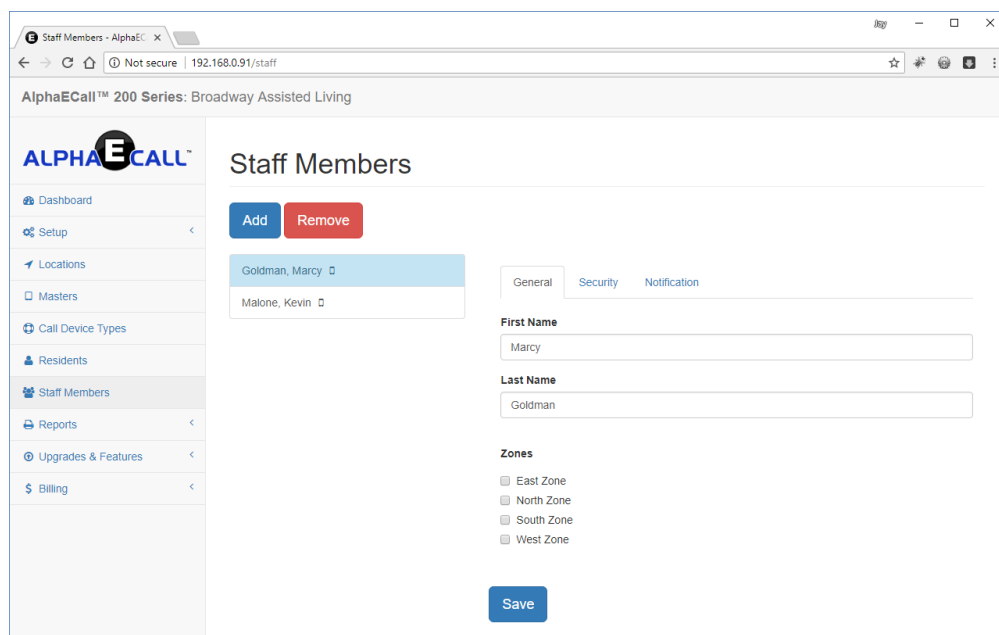 Staff Members - AlphaEC
Not secure | 192.168.0.91/staff
AlphaECall™ 200 Series: Broadway Assisted Living
ALPHAECALL™
Staff Members
Dashboard
Add
Remove
Setup
Locations
Goldman, Marcy
General
Security
Notification
Masters
Malone, Kevin
Call Device Types
First Name
Marcy
Residents
Last Name
Staff Members
Goldman
Reports
Zones
Upgrades & Features
East Zone
$ Billing
North Zone
South Zone
West Zone
Save